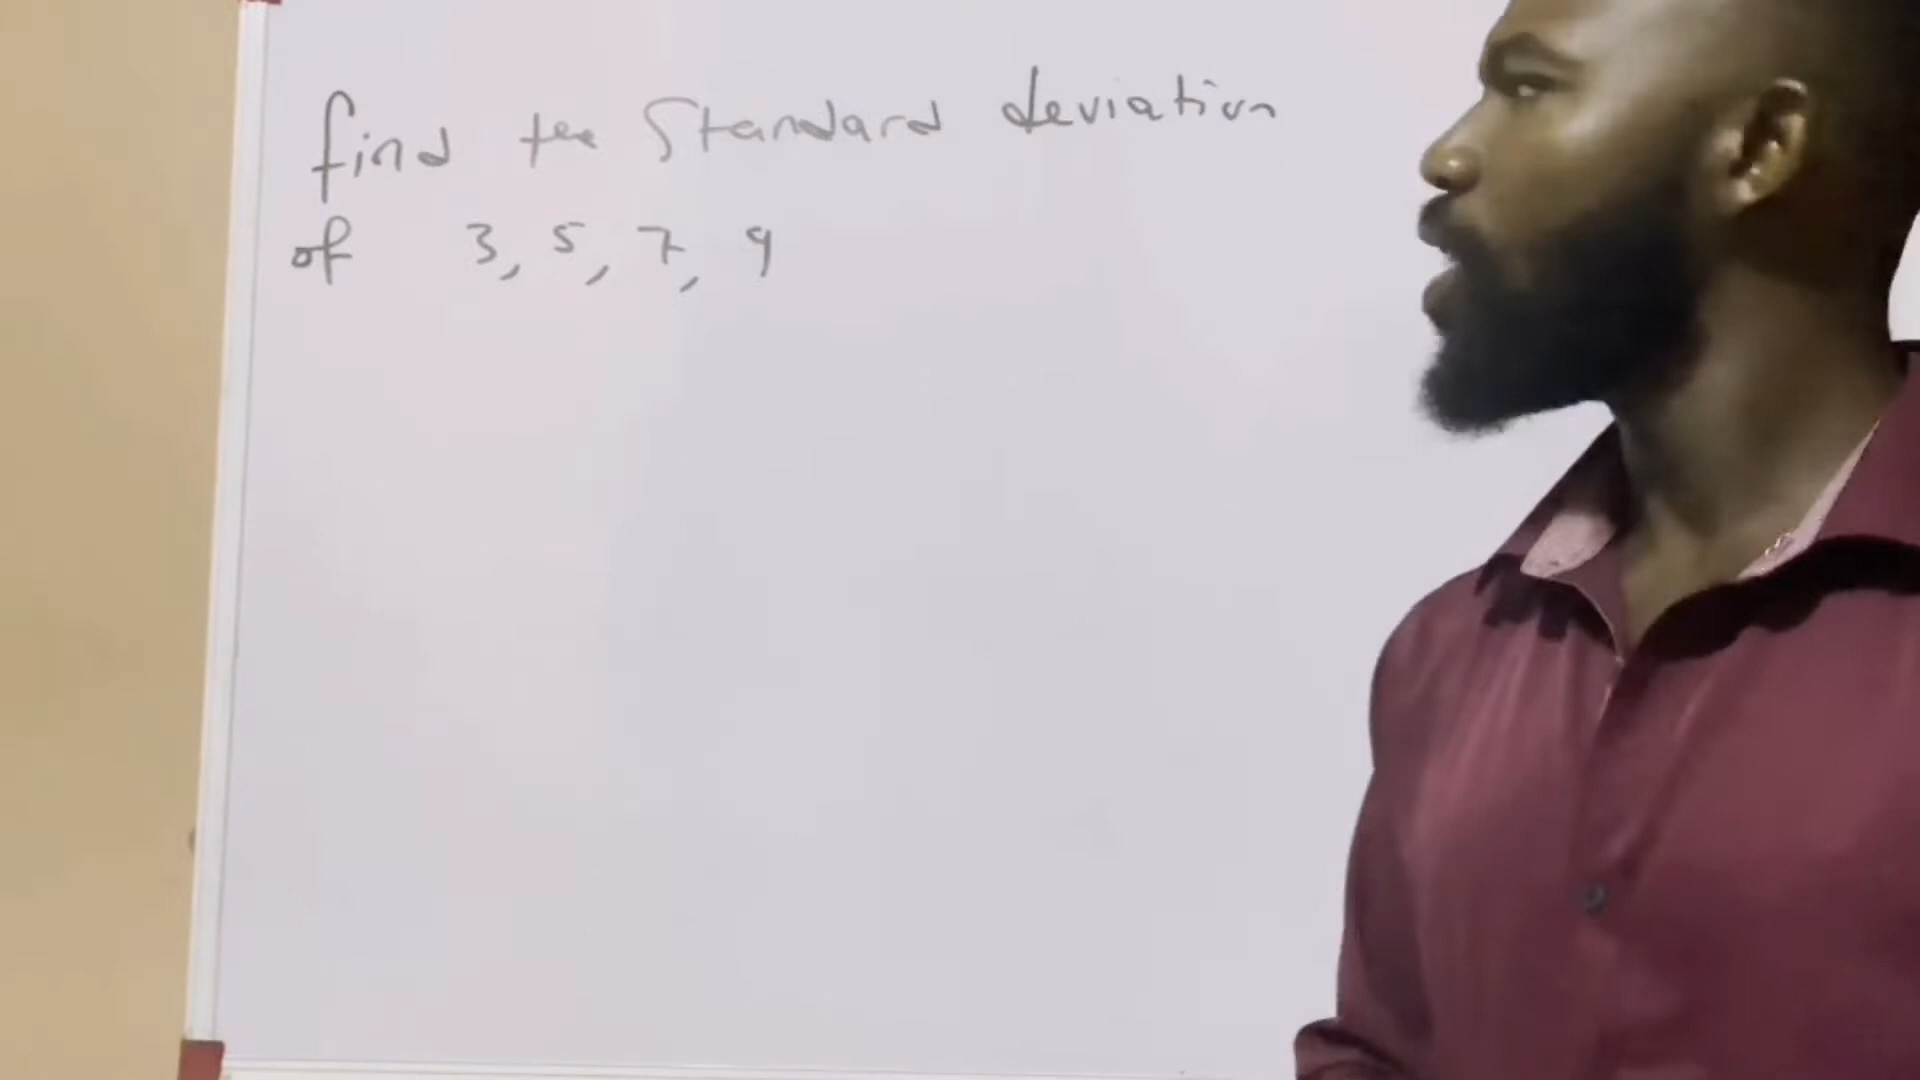 find the Standard deviation
of 3, 5, 7, 9